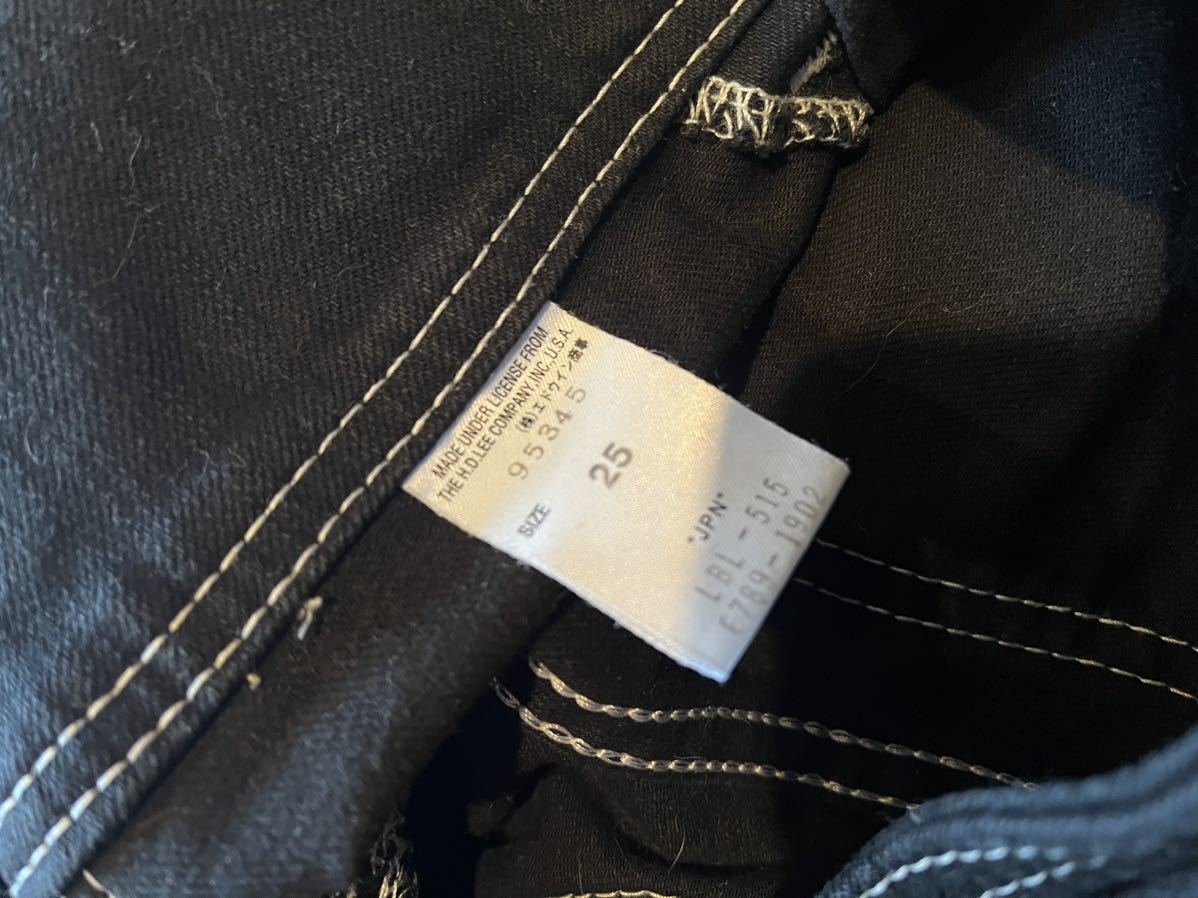 MADE UNDER LICENSE FROM
THE H.D.LEE COMPANY,INC.,U.S.A.
(株)エドウイン商事
95345
SIZE 25
"JPN"
LBL-515
F789-1902